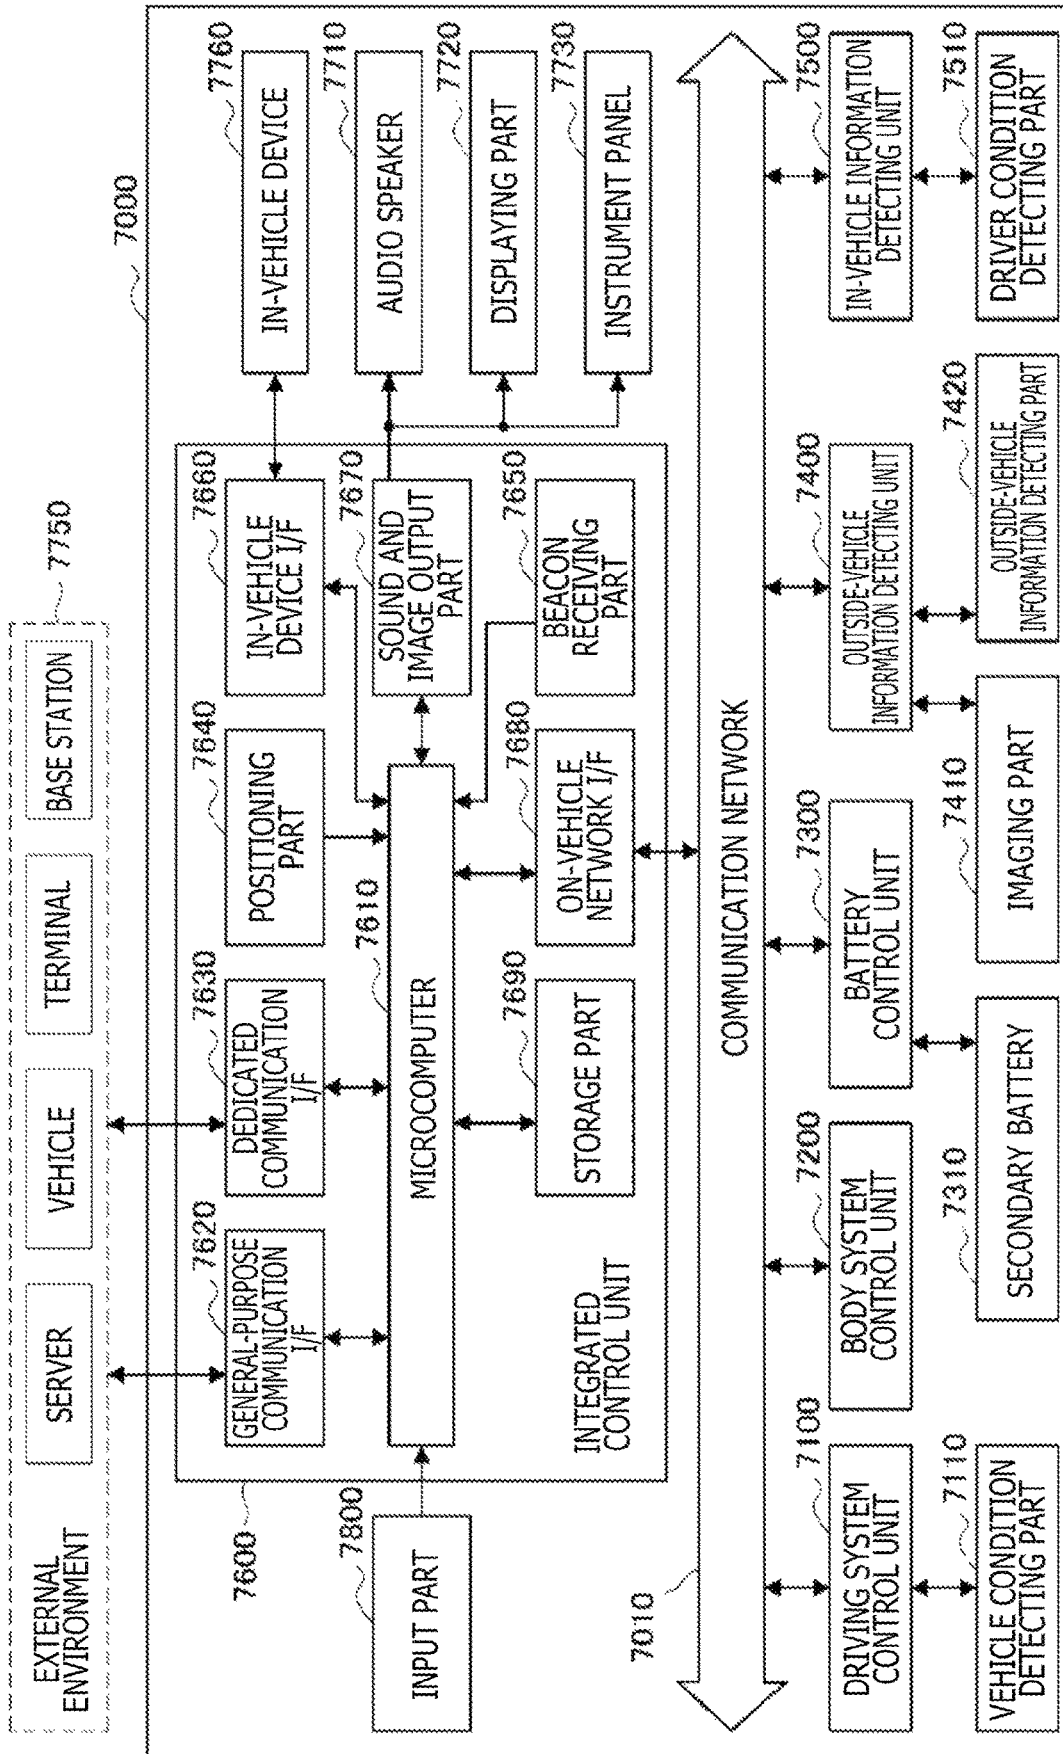 7000
EXTERNAL
ENVIRONMENT
SERVER
VEHICLE
TERMINAL
BASE STATION
7750
7600
7800
INPUT PART
7620
GENERAL-PURPOSE
COMMUNICATION
I/F
7630
DEDICATED
COMMUNICATION
I/F
7640
POSITIONING
PART
7660
IN-VEHICLE
DEVICE I/F
7760
IN-VEHICLE DEVICE
7610
MICROCOMPUTER
7670
SOUND AND
IMAGE OUTPUT
PART
7710
AUDIO SPEAKER
7720
DISPLAYING PART
7730
INSTRUMENT PANEL
INTEGRATED
CONTROL UNIT
7690
STORAGE PART
7680
ON-VEHICLE
NETWORK I/F
7650
BEACON
RECEIVING
PART
7010
COMMUNICATION NETWORK
7100
DRIVING SYSTEM
CONTROL UNIT
7200
BODY SYSTEM
CONTROL UNIT
7300
BATTERY
CONTROL UNIT
7400
OUTSIDE-VEHICLE
INFORMATION DETECTING UNIT
7500
IN-VEHICLE INFORMATION
DETECTING UNIT
7110
VEHICLE CONDITION
DETECTING PART
7310
SECONDARY BATTERY
7410
IMAGING PART
7420
OUTSIDE-VEHICLE
INFORMATION DETECTING PART
7510
DRIVER CONDITION
DETECTING PART